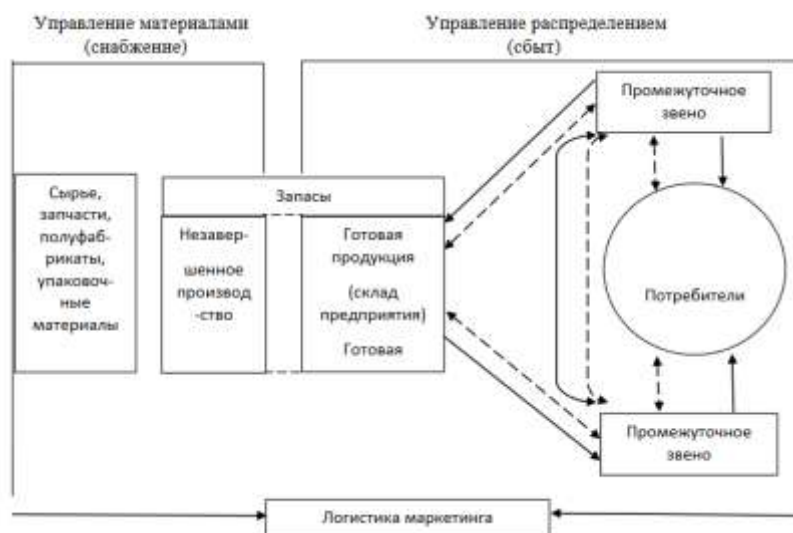 Управление материалами
(снабжение)
Управление распределением
(сбыт)
Промежуточное
звено
Сырье,
запчасти,
полуфаб-
рикаты,
упаковоч-
ные
материалы
Запасы
Незавер-
шенное
производ
-ство
Готовая
продукция
(склад
предприятия)
Готовая
Потребители
Промежуточное
звено
Логистика маркетинга